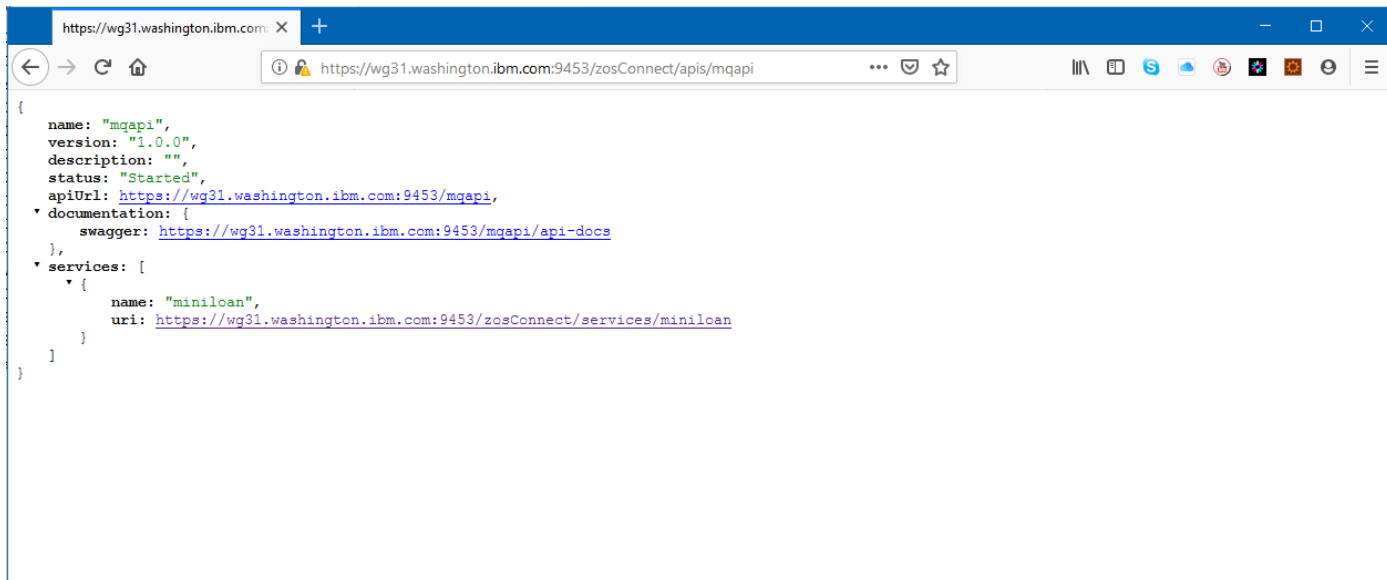 https://wg31.washington.ibm.com
https://wg31.washington.ibm.com:9453/zosConnect/apis/mqapi
{
name: "mqapi",
version: "1.0.0",
description: "",
status: "Started",
apiUrl: https://wg31.washington.ibm.com:9453/mqapi,
documentation: {
swagger: https://wg31.washington.ibm.com:9453/mqapi/api-docs
},
services: [
{
name: "miniloan",
uri: https://wg31.washington.ibm.com:9453/zosConnect/services/miniloan
}
]
}